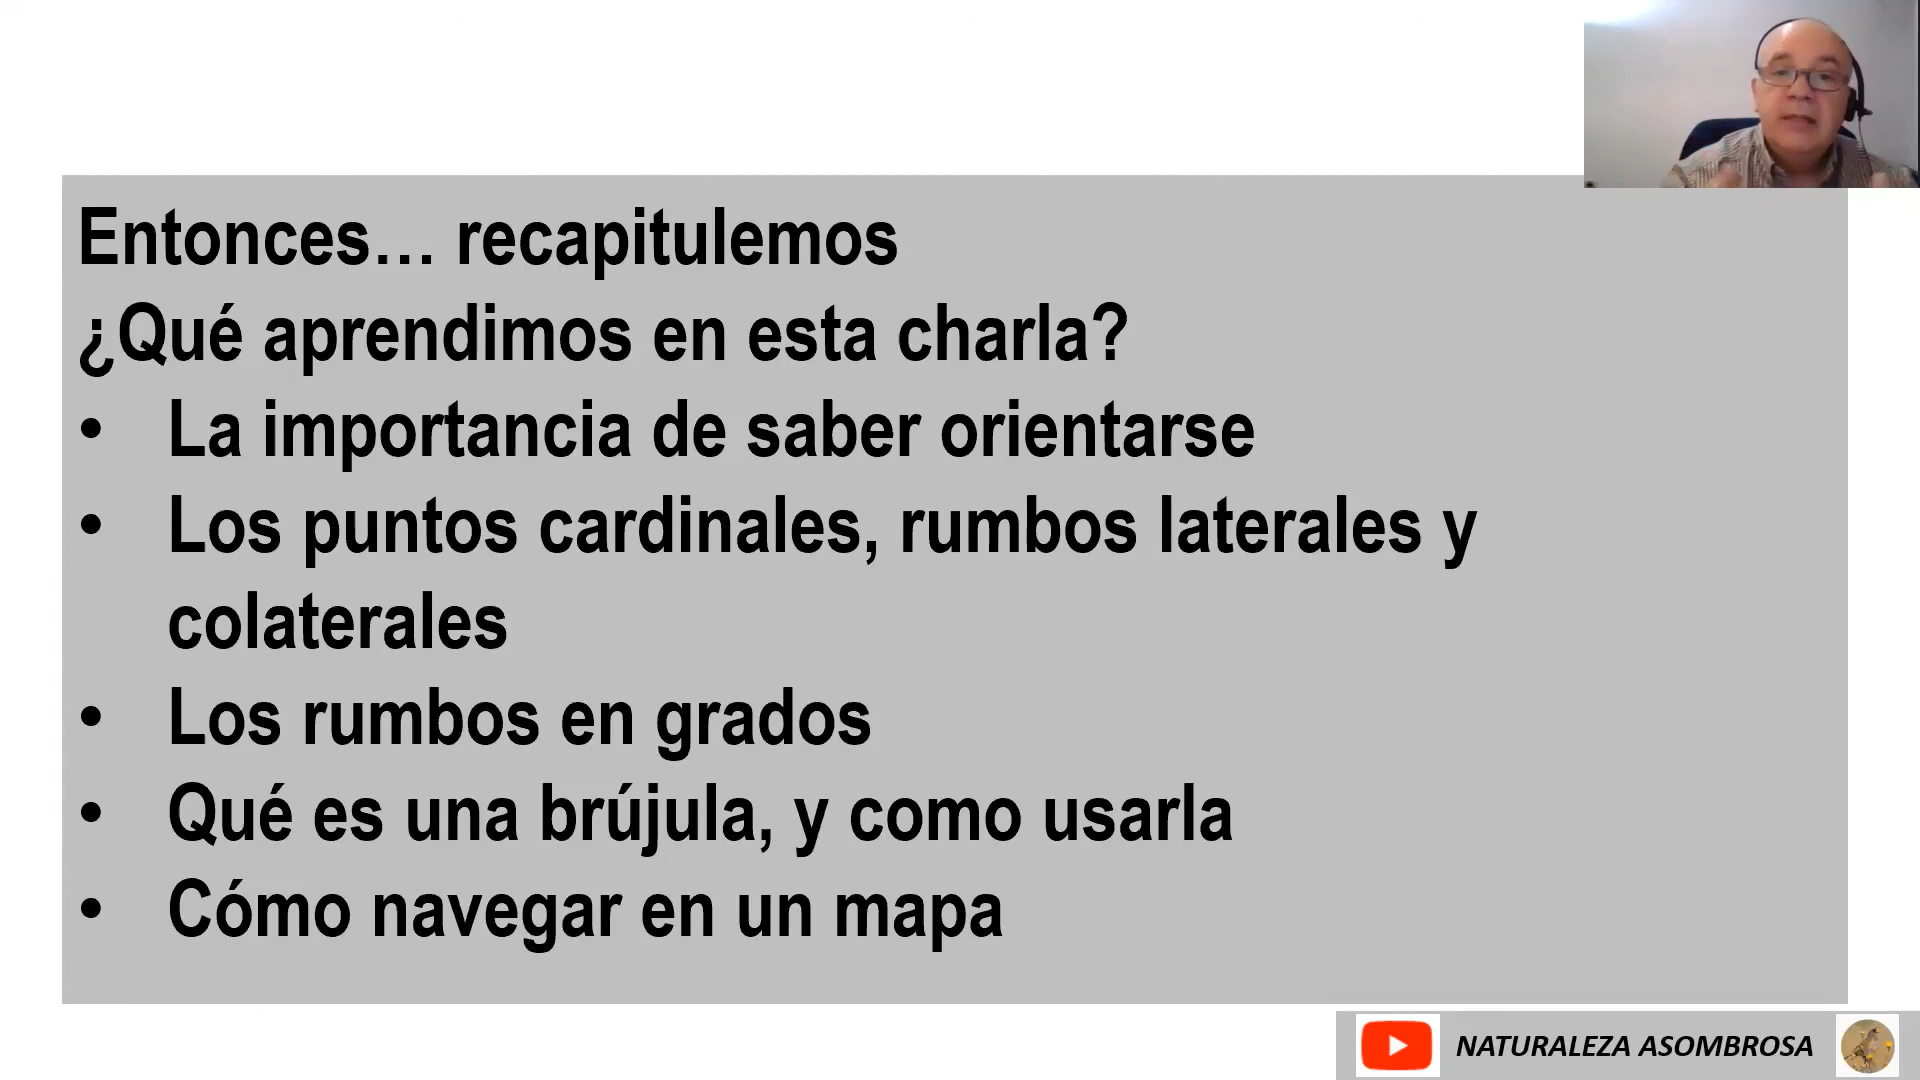 Entonces… recapitulemos
¿Qué aprendimos en esta charla?
• La importancia de saber orientarse
• Los puntos cardinales, rumbos laterales y
colaterales
• Los rumbos en grados
• Qué es una brújula, y como usarla
• Cómo navegar en un mapa
NATURALEZA ASOMBROSA